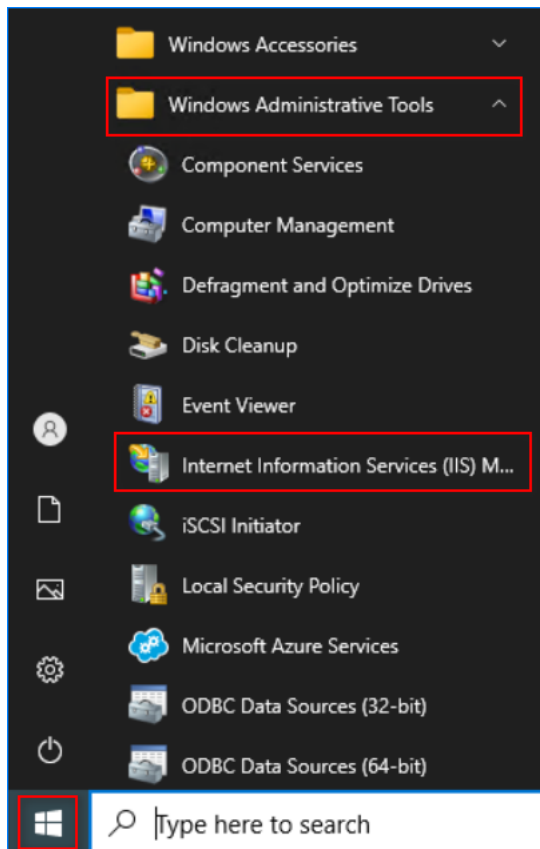 Windows Accessories
Windows Administrative Tools
Component Services
Computer Management
Defragment and Optimize Drives
Disk Cleanup
Event Viewer
Internet Information Services (IIS) M...
iSCSI Initiator
Local Security Policy
Microsoft Azure Services
ODBC Data Sources (32-bit)
ODBC Data Sources (64-bit)
Type here to search